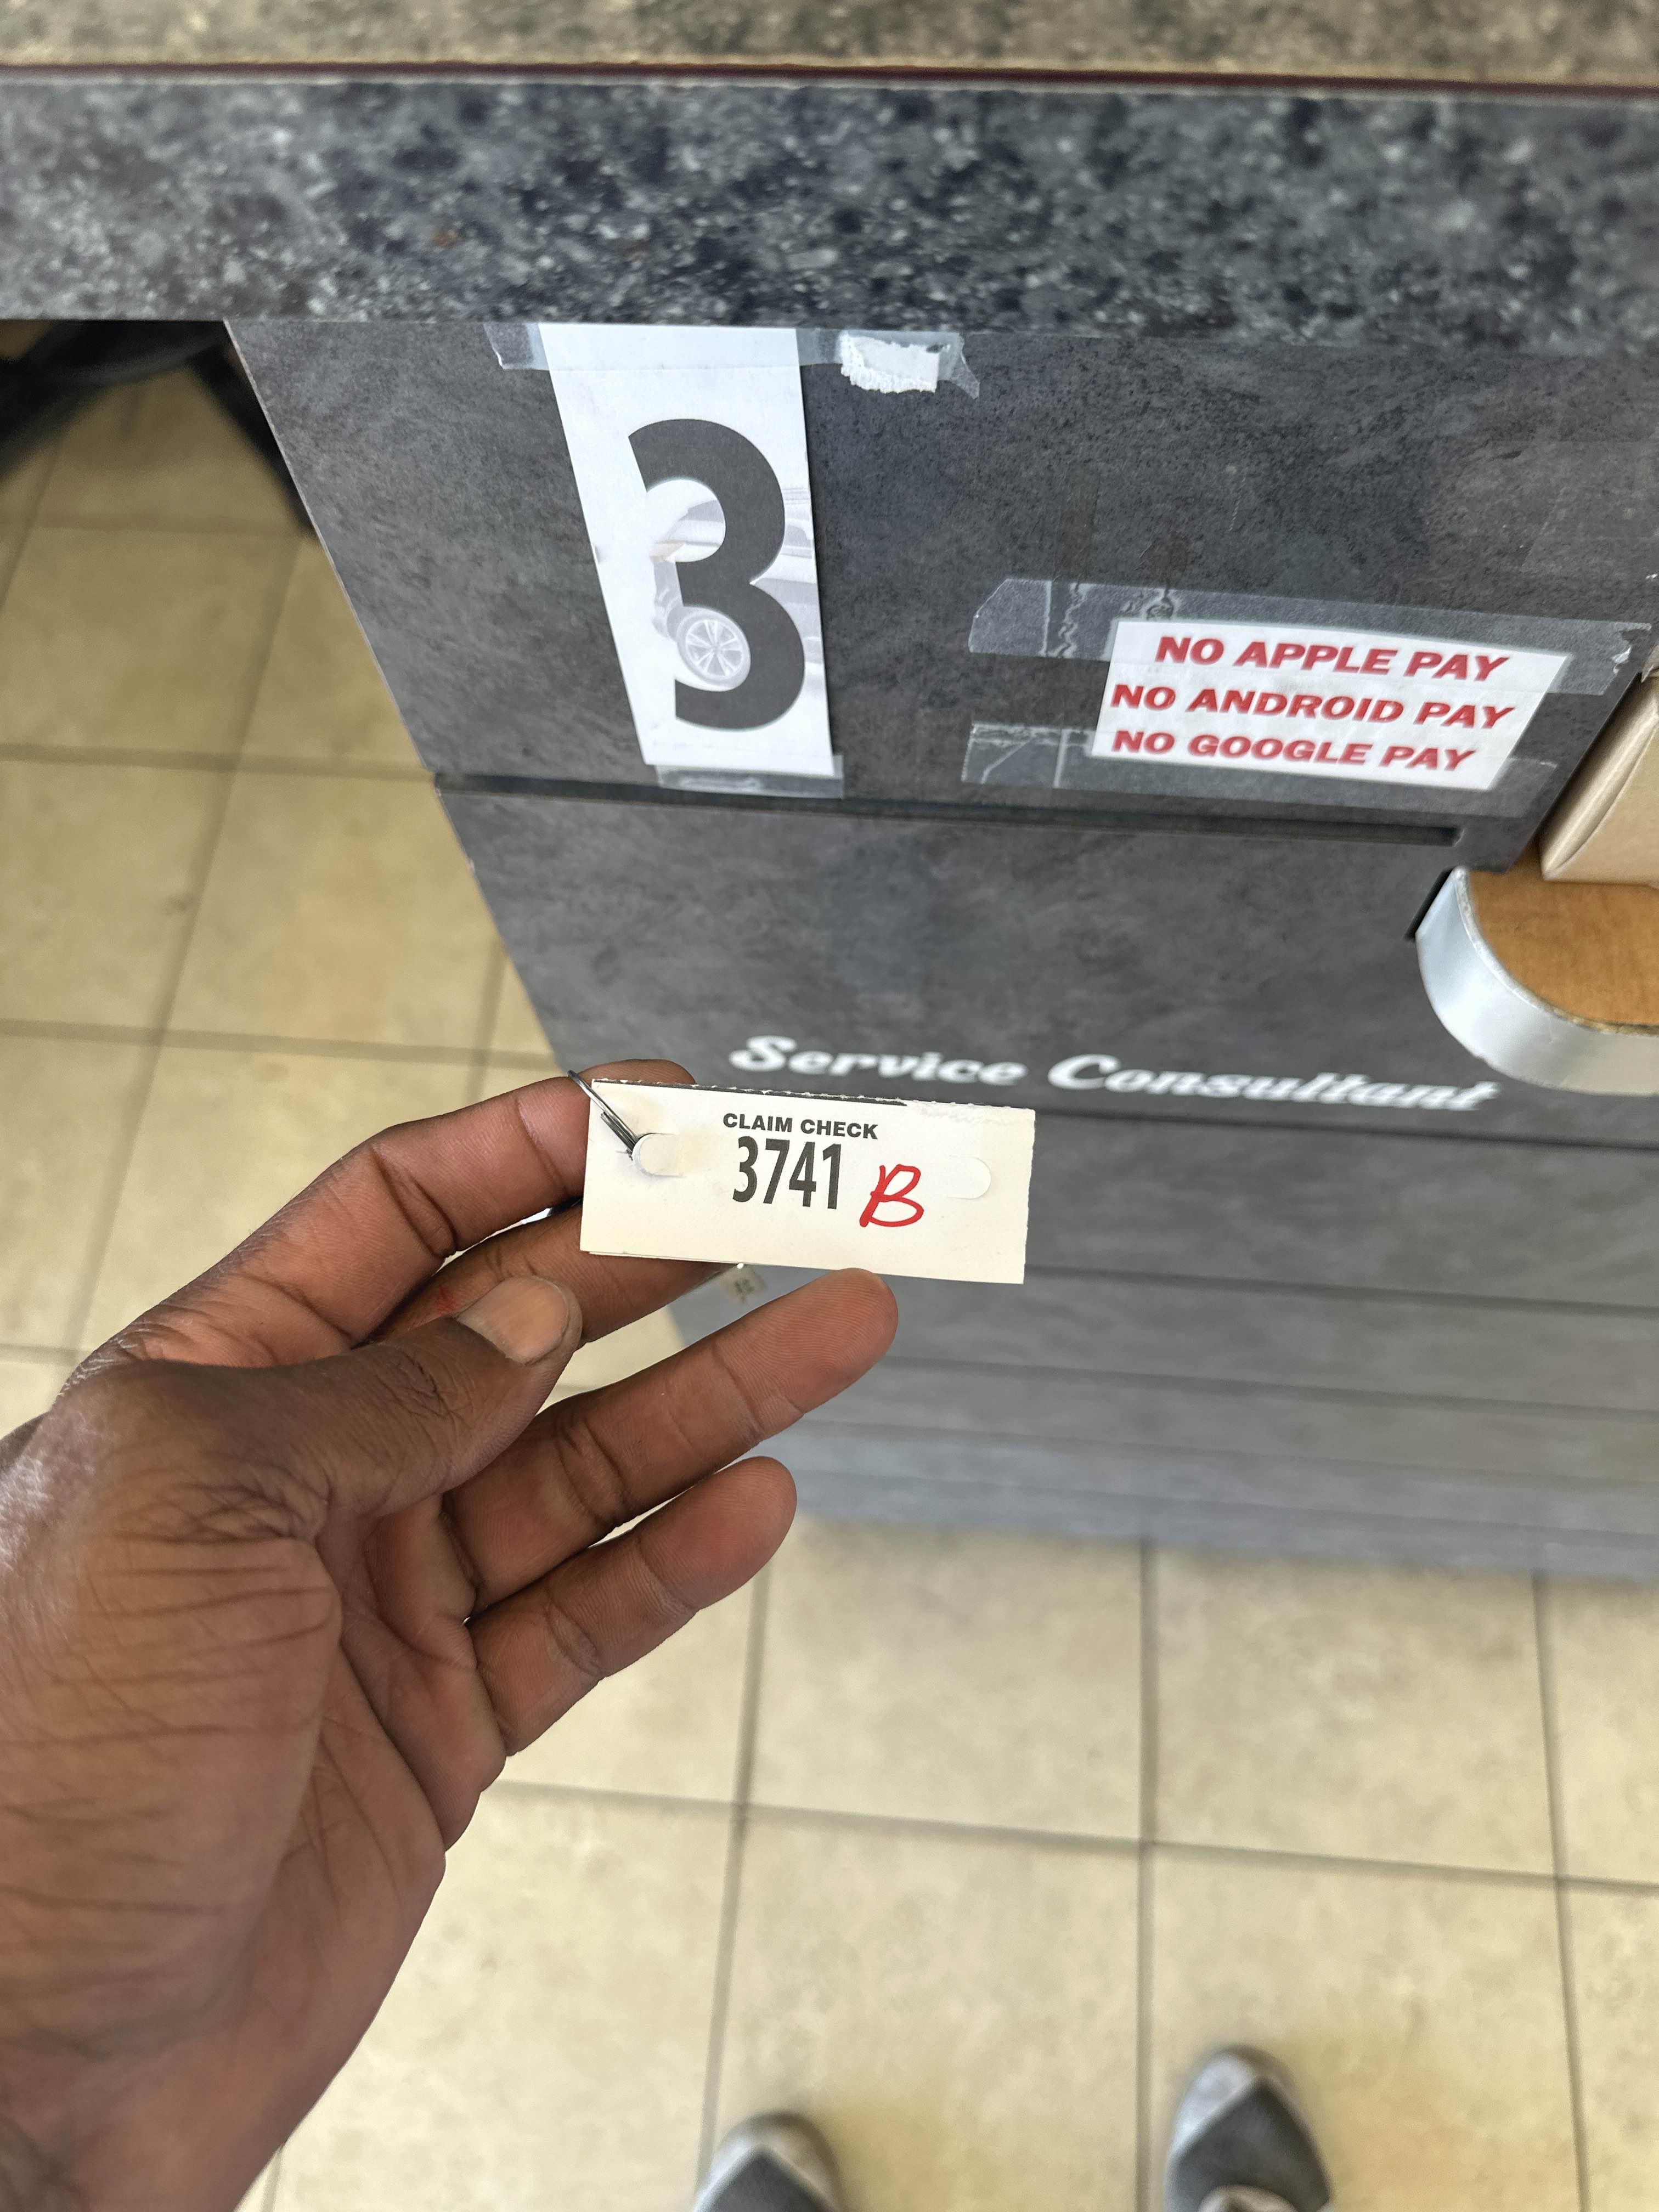 3
NO APPLE PAY
NO ANDROID PAY
NO GOOGLE PAY
Service Consultant
CLAIM CHECK
3741 B